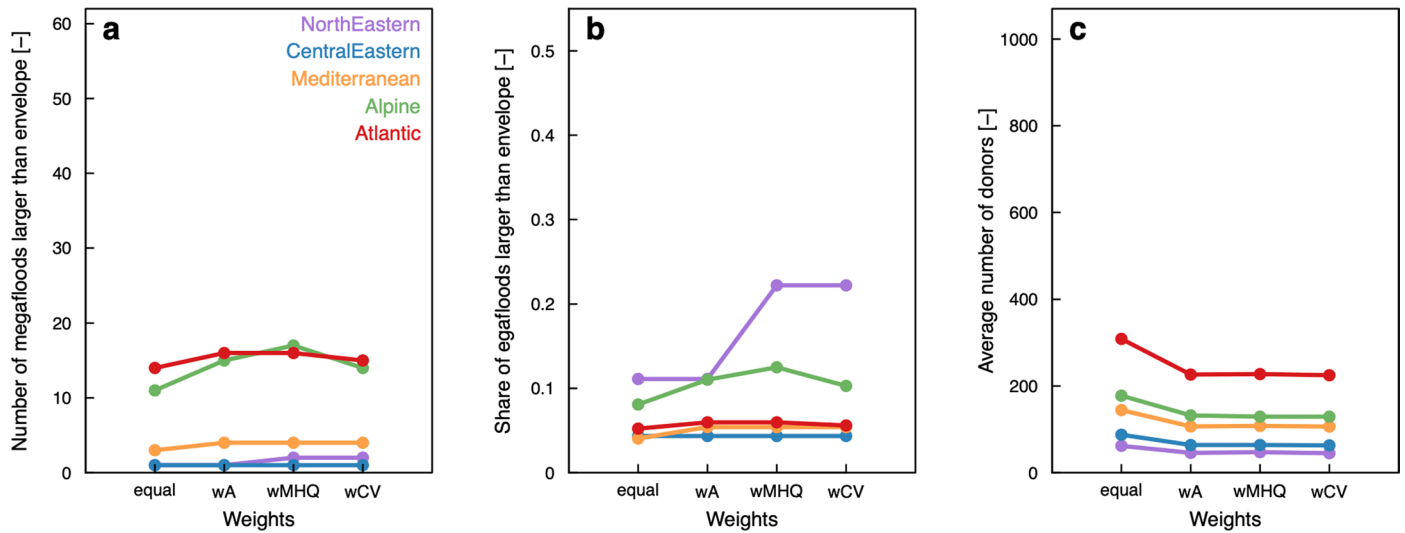 a
NorthEastern
CentralEastern
Mediterranean
Alpine
Atlantic
Number of megafloods larger than envelope [–]
60
50
40
30
20
10
0
equal wA wMHQ wCV
Weights
b
Share of egafloods larger than envelope [–]
0.5
0.4
0.3
0.2
0.1
0
equal wA wMHQ wCV
Weights
c
Average number of donors [–]
1000
800
600
400
200
0
equal wA wMHQ wCV
Weights